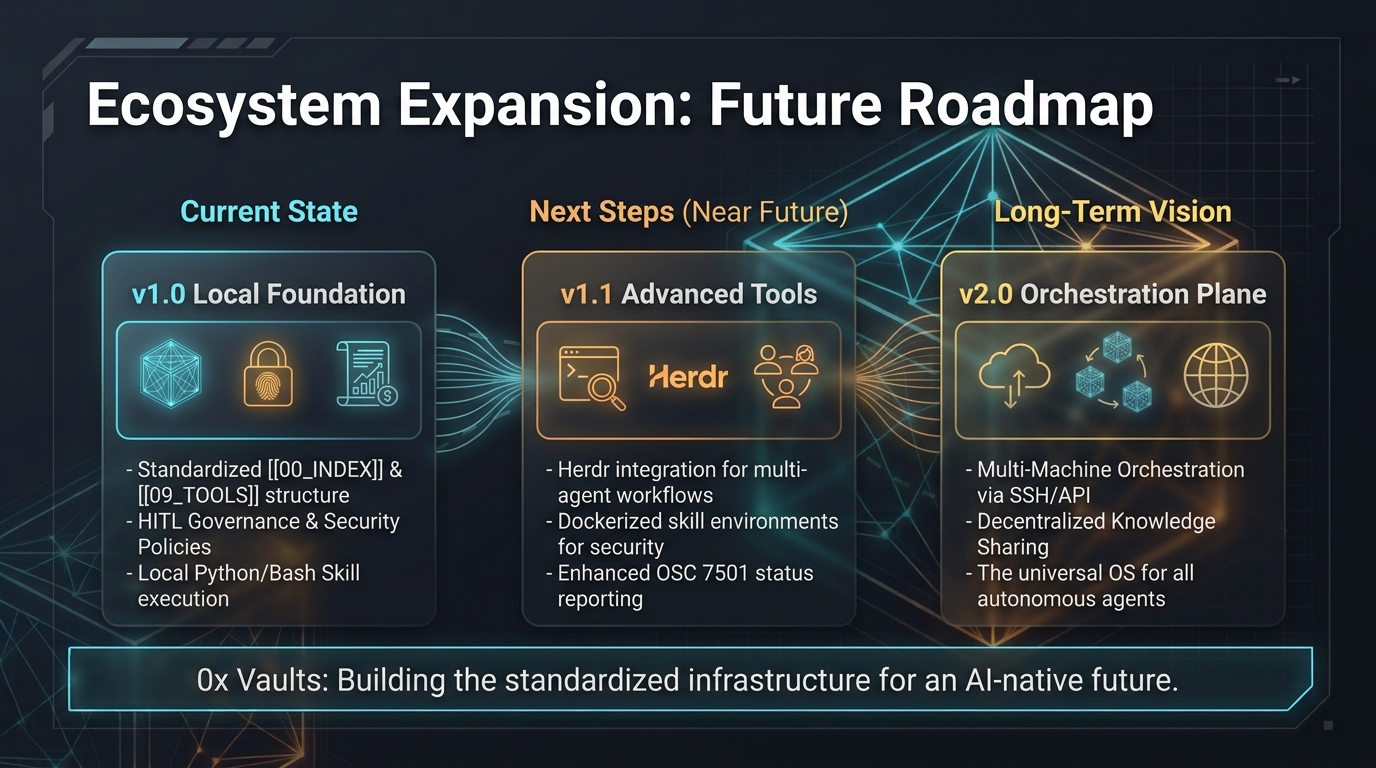 Ecosystem Expansion: Future Roadmap
Current State
v1.0 Local Foundation
- Standardized [[00_INDEX]] &
[[09_TOOLS]] structure
- HITL Governance & Security
Policies
- Local Python/Bash Skill
execution
Next Steps (Near Future)
v1.1 Advanced Tools
Herdr
- Herdr integration for multi-
agent workflows
- Dockerized skill environments
for security
- Enhanced OSC 7501 status
reporting
Long-Term Vision
v2.0 Orchestration Plane
- Multi-Machine Orchestration
via SSH/API
- Decentralized Knowledge
Sharing
- The universal OS for all
autonomous agents
0x Vaults: Building the standardized infrastructure for an AI-native future.